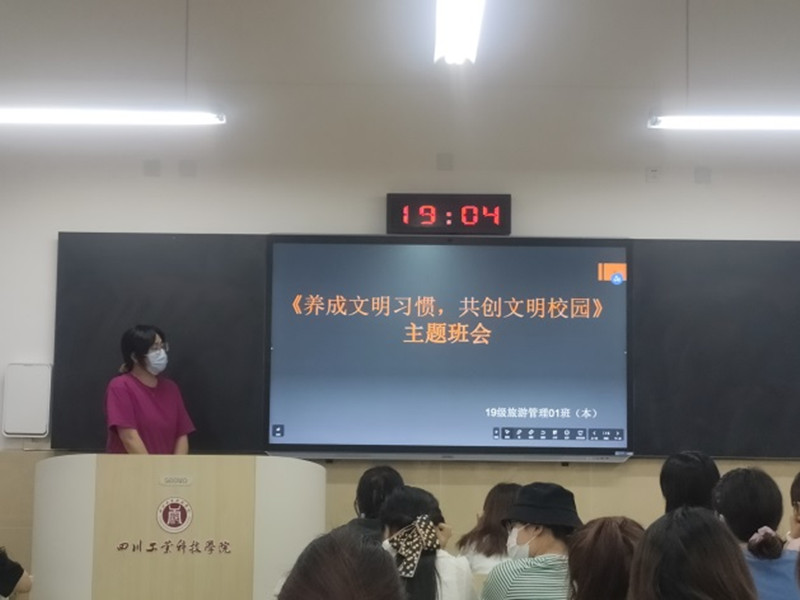 19:04
《养成文明习惯，共创文明校园》
主题班会
19级旅游管理01班（本）
四川工业科技学院